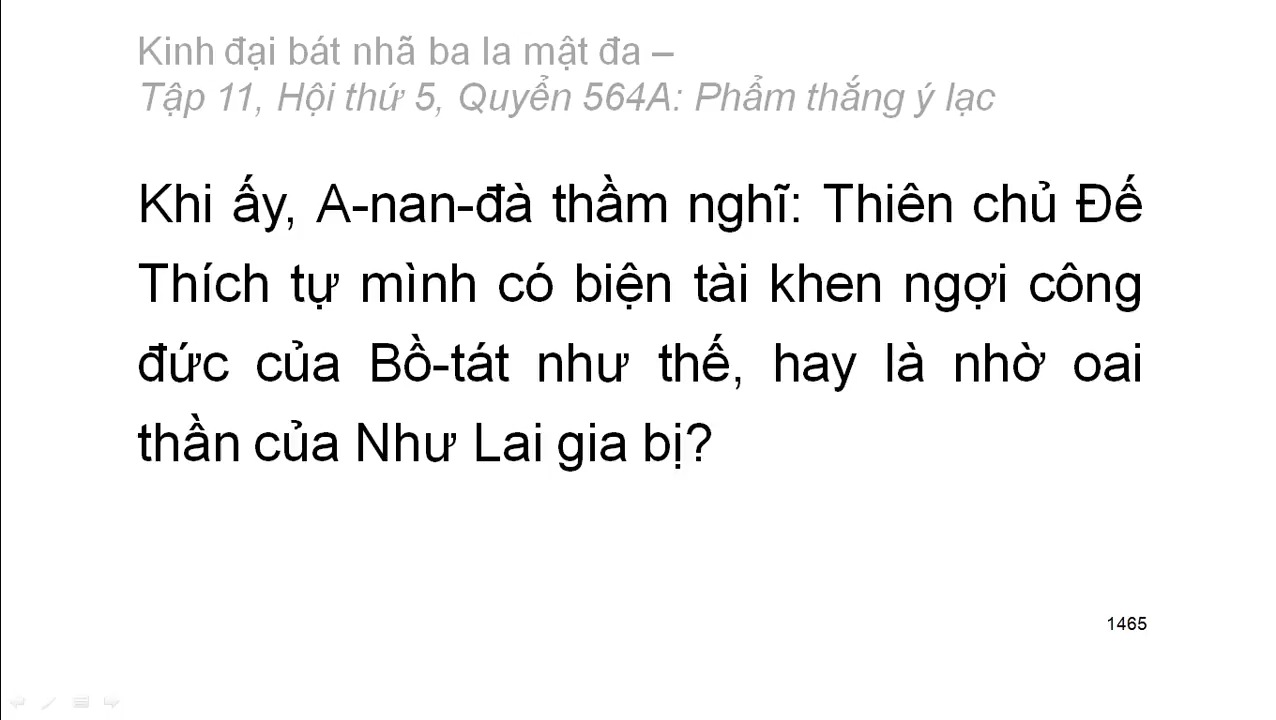 Kinh đại bát nhã ba la mật đa –
Tập 11, Hội thứ 5, Quyển 564A: Phẩm thắng ý lạc
Khi ấy, A-nan-đà thầm nghĩ: Thiên chủ Đế
Thích tự mình có biện tài khen ngợi công
đức của Bồ-tát như thế, hay là nhờ oai
thần của Như Lai gia bị?
1465